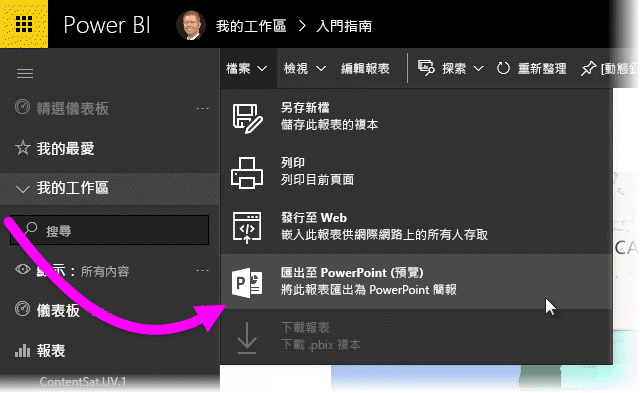 Power BI
我的工作區 > 入門指南
檔案
檢視
編輯報表
探索
重新整理
精選儀表板 ...
我的最愛
我的工作區
搜尋
顯示：所有內容 ...
儀表板
報表
ContentSat.UV.1
另存新檔
儲存此報表的複本
列印
列印目前頁面
發行至 Web
嵌入此報表供網際網路上的所有人存取
匯出至 PowerPoint (預覽)
將此報表匯出為 PowerPoint 簡報
下載報表
下載 .pbix 複本
CA